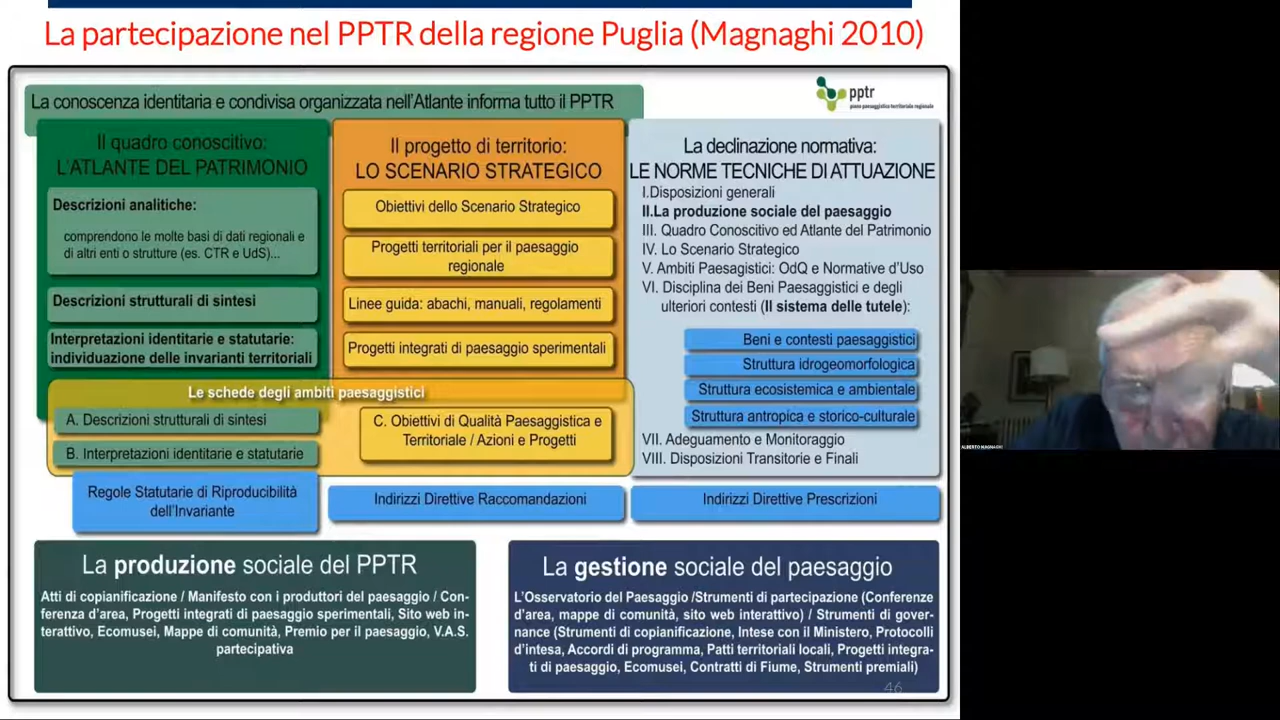 La partecipazione nel PPTR della regione Puglia (Magnaghi 2010)
La conoscenza identitaria e condivisa organizzata nell'Atlante informa tutto il PPTR
pptr
piano paesaggistico territoriale regionale
Il quadro conoscitivo:
L'ATLANTE DEL PATRIMONIO
Descrizioni analitiche:
comprendono le molte basi di dati regionali e
di altri enti o strutture (es. CTR e UdS)...
Descrizioni strutturali di sintesi
Interpretazioni identitarie e statutarie:
individuazione delle invarianti territoriali
Il progetto di territorio:
LO SCENARIO STRATEGICO
Obiettivi dello Scenario Strategico
Progetti territoriali per il paesaggio
regionale
Linee guida: abachi, manuali, regolamenti
Progetti integrati di paesaggio sperimentali
Le schede degli ambiti paesaggistici
A. Descrizioni strutturali di sintesi
B. Interpretazioni identitarie e statutarie
C. Obiettivi di Qualità Paesaggistica e
Territoriale / Azioni e Progetti
La declinazione normativa:
LE NORME TECNICHE DI ATTUAZIONE
I.Disposizioni generali
II.La produzione sociale del paesaggio
III. Quadro Conoscitivo ed Atlante del Patrimonio
IV. Lo Scenario Strategico
V. Ambiti Paesagistici: OdQ e Normative d'Uso
VI. Disciplina dei Beni Paesaggistici e degli
ulteriori contesti (Il sistema delle tutele):
Beni e contesti paesaggistici
Struttura idrogeomorfologica
Struttura ecosistemica e ambientale
Struttura antropica e storico-culturale
VII. Adeguamento e Monitoraggio
VIII. Disposizioni Transitorie e Finali
Regole Statutarie di Riproducibilità
dell'Invariante
Indirizzi Direttive Raccomandazioni
Indirizzi Direttive Prescrizioni
La produzione sociale del PPTR
Atti di copianificazione / Manifesto con i produttori del paesaggio / Con-
ferenza d'area, Progetti integrati di paesaggio sperimentali, Sito web in-
terattivo, Ecomusei, Mappe di comunità, Premio per il paesaggio, V.A.S.
partecipativa
La gestione sociale del paesaggio
L'Osservatorio del Paesaggio /Strumenti di partecipazione (Conferenze
d'area, mappe di comunità, sito web interattivo) / Strumenti di gover-
nance (Strumenti di copianificazione, Intese con il Ministero, Protocolli
d'intesa, Accordi di programma, Patti territoriali locali, Progetti integra-
ti di paesaggio, Ecomusei, Contratti di Fiume, Strumenti premiali)
46
ALBERTO MAGNAGHI